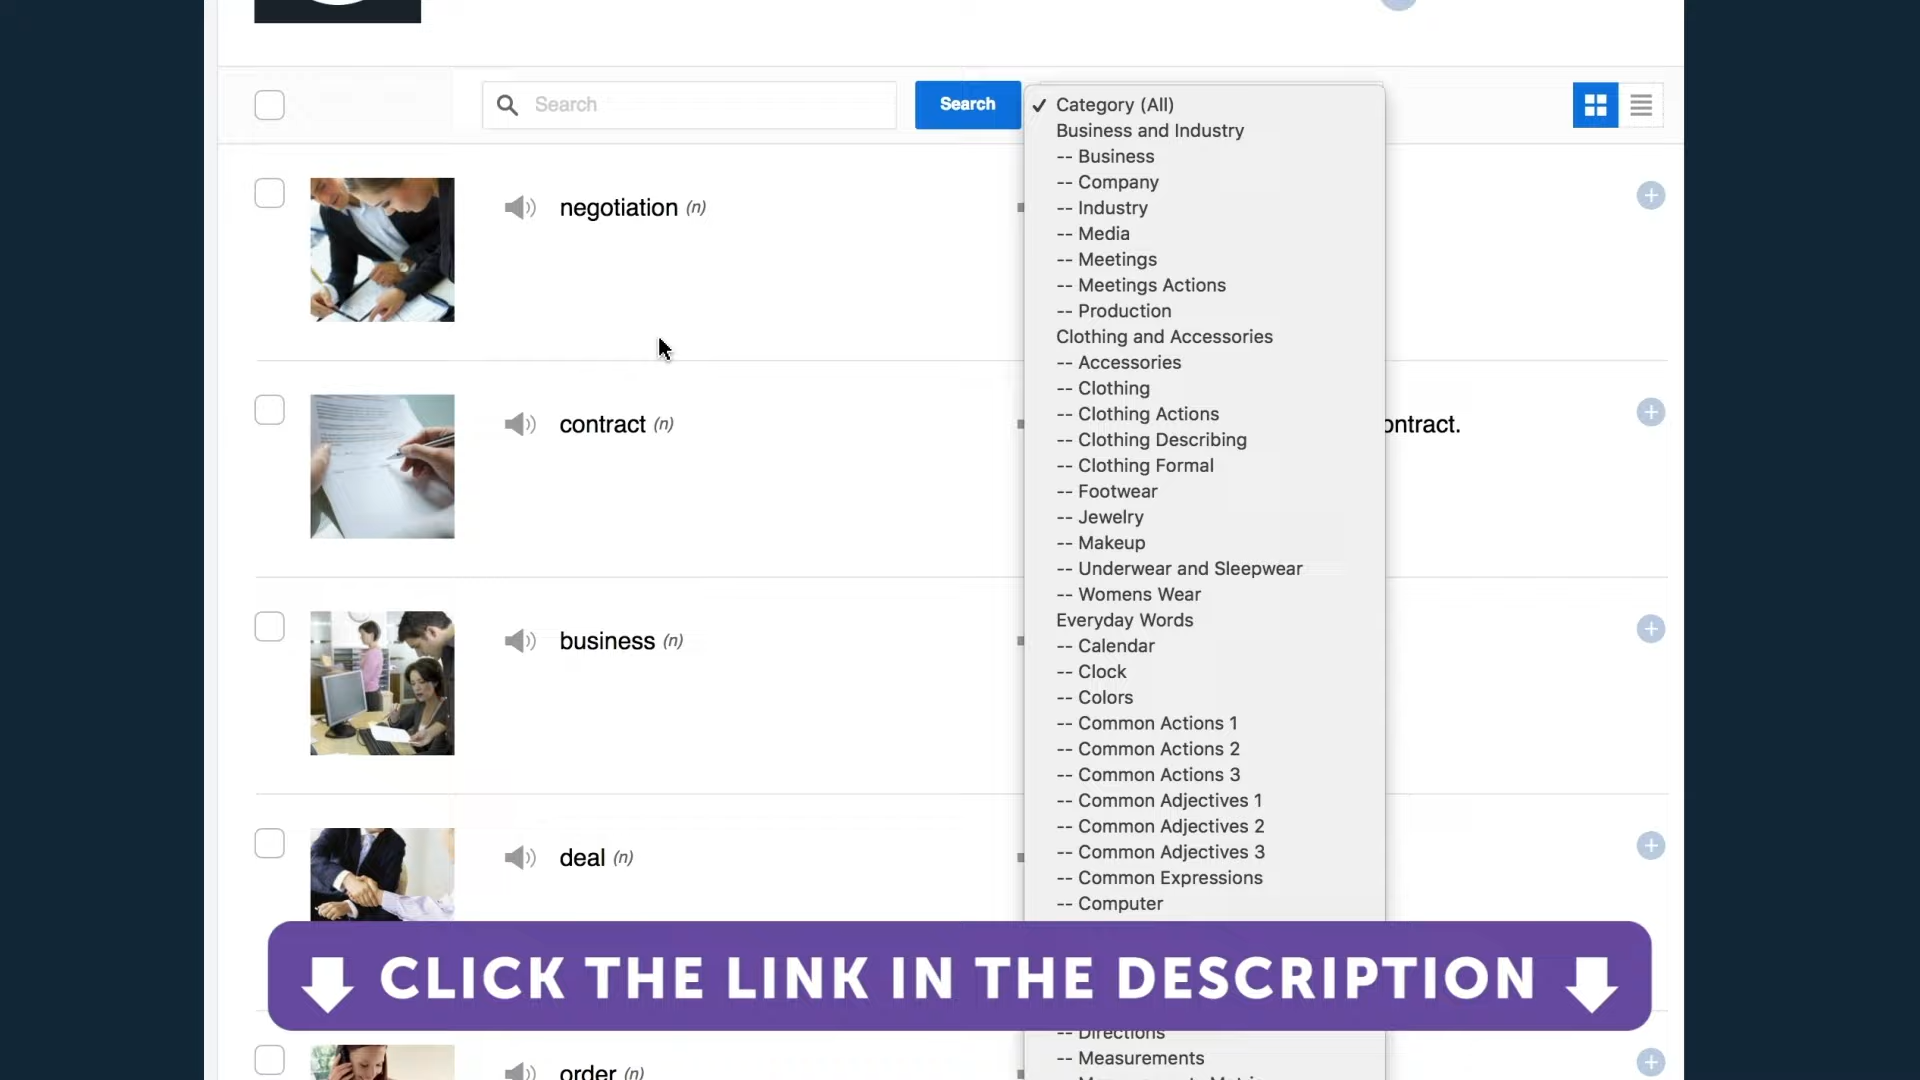 Search
Search
✓ Category (All)
Business and Industry
-- Business
-- Company
-- Industry
-- Media
-- Meetings
-- Meetings Actions
-- Production
Clothing and Accessories
-- Accessories
-- Clothing
-- Clothing Actions
-- Clothing Describing
-- Clothing Formal
-- Footwear
-- Jewelry
-- Makeup
-- Underwear and Sleepwear
-- Womens Wear
Everyday Words
-- Calendar
-- Clock
-- Colors
-- Common Actions 1
-- Common Actions 2
-- Common Actions 3
-- Common Adjectives 1
-- Common Adjectives 2
-- Common Adjectives 3
-- Common Expressions
-- Computer
-- Directions
-- Measurements
negotiation (n)
contract (n)
business (n)
deal (n)
order (n)
CLICK THE LINK IN THE DESCRIPTION